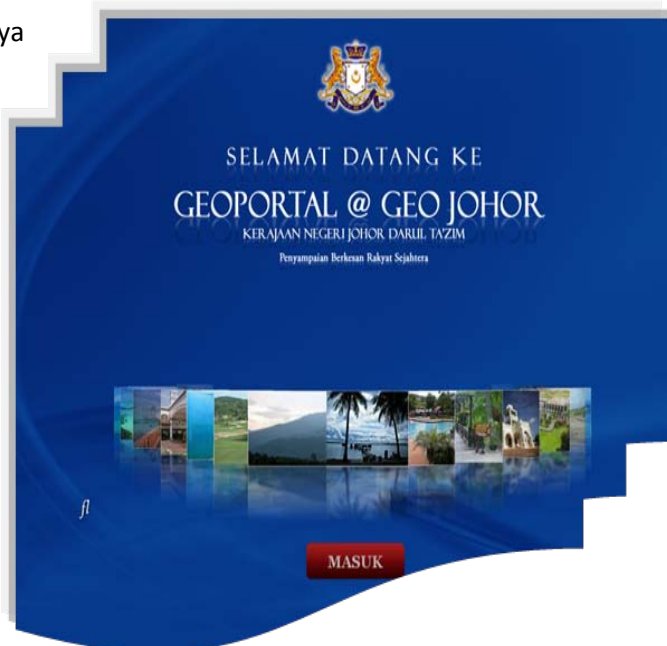 ya
SELAMAT DATANG KE
GEOPORTAL @ GEO JOHOR
KERAJAAN NEGERI JOHOR DARUL TA'ZIM
Penyampaian Berkesan Rakyat Sejahtera
fl
MASUK